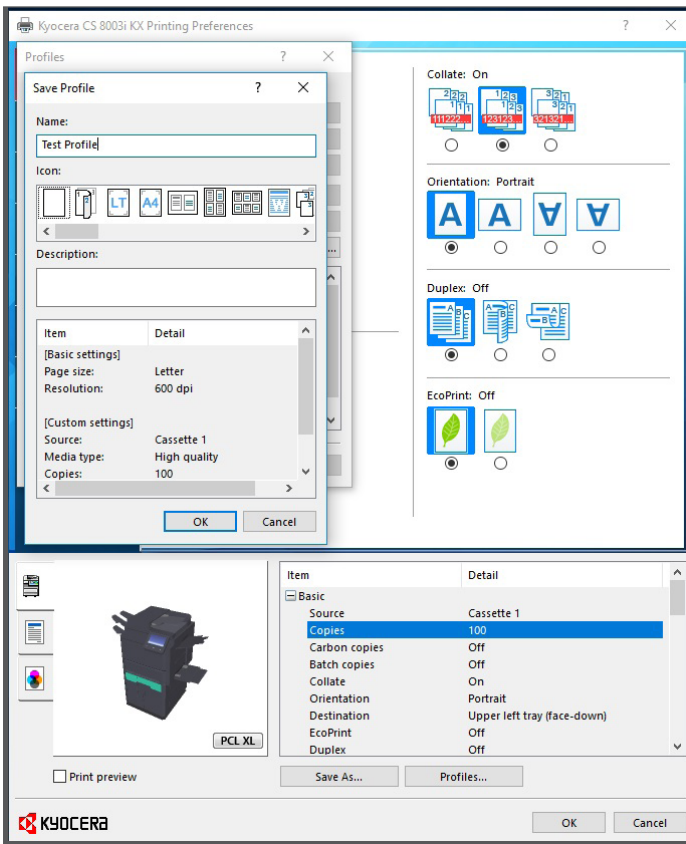 Kyocera CS 8003i KX Printing Preferences ? ×
Profiles ? ×
Save Profile ? ×
Name:
Test Profile
Icon:
LT A4 W
Description:
Item Detail
[Basic settings]
Page size: Letter
Resolution: 600 dpi
[Custom settings]
Source: Cassette 1
Media type: High quality
Copies: 100
OK Cancel
...
Collate: On
111222... 123123... 321321...
Orientation: Portrait
A A A A
Duplex: Off
A B C A B C A B C
EcoPrint: Off
PCL XL
Print preview
Item Detail
Basic
Source Cassette 1
Copies 100
Carbon copies Off
Batch copies Off
Collate On
Orientation Portrait
Destination Upper left tray (face-down)
EcoPrint Off
Duplex Off
Save As... Profiles...
KYOCERA
OK Cancel